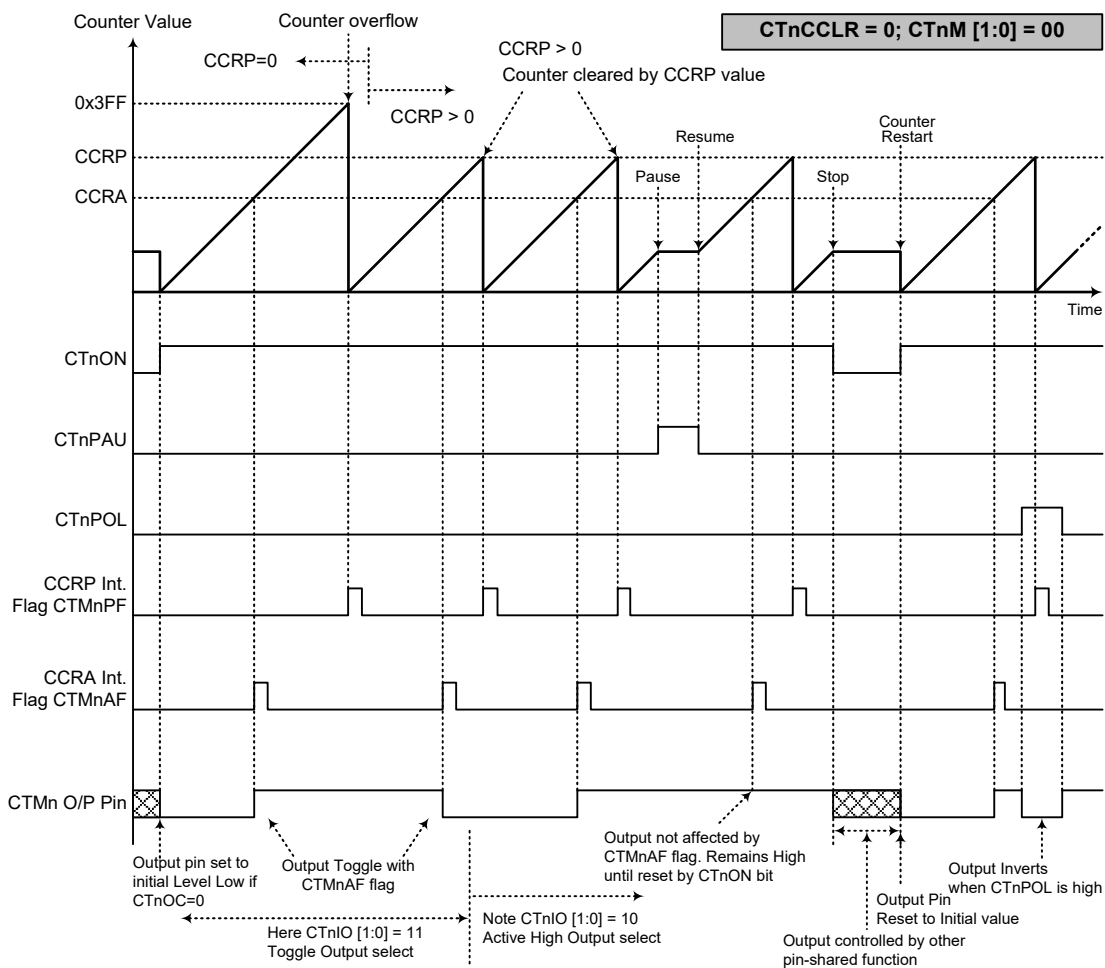 Counter Value
Counter overflow
CTnCCLR = 0; CTnM [1:0] = 00
CCRP=0
CCRP > 0
CCRP > 0
Counter cleared by CCRP value
0x3FF
CCRP
CCRA
Pause
Resume
Stop
Counter
Restart
Time
CTnON
CTnPAU
CTnPOL
CCRP Int.
Flag CTMnPF
CCRA Int.
Flag CTMnAF
CTMn O/P Pin
Output pin set to
initial Level Low if
CTnOC=0
Output Toggle with
CTMnAF flag
Here CTnIO [1:0] = 11
Toggle Output select
Note CTnIO [1:0] = 10
Active High Output select
Output not affected by
CTMnAF flag. Remains High
until reset by CTnON bit
Output controlled by other
pin-shared function
Output Pin
Reset to Initial value
Output Inverts
when CTnPOL is high